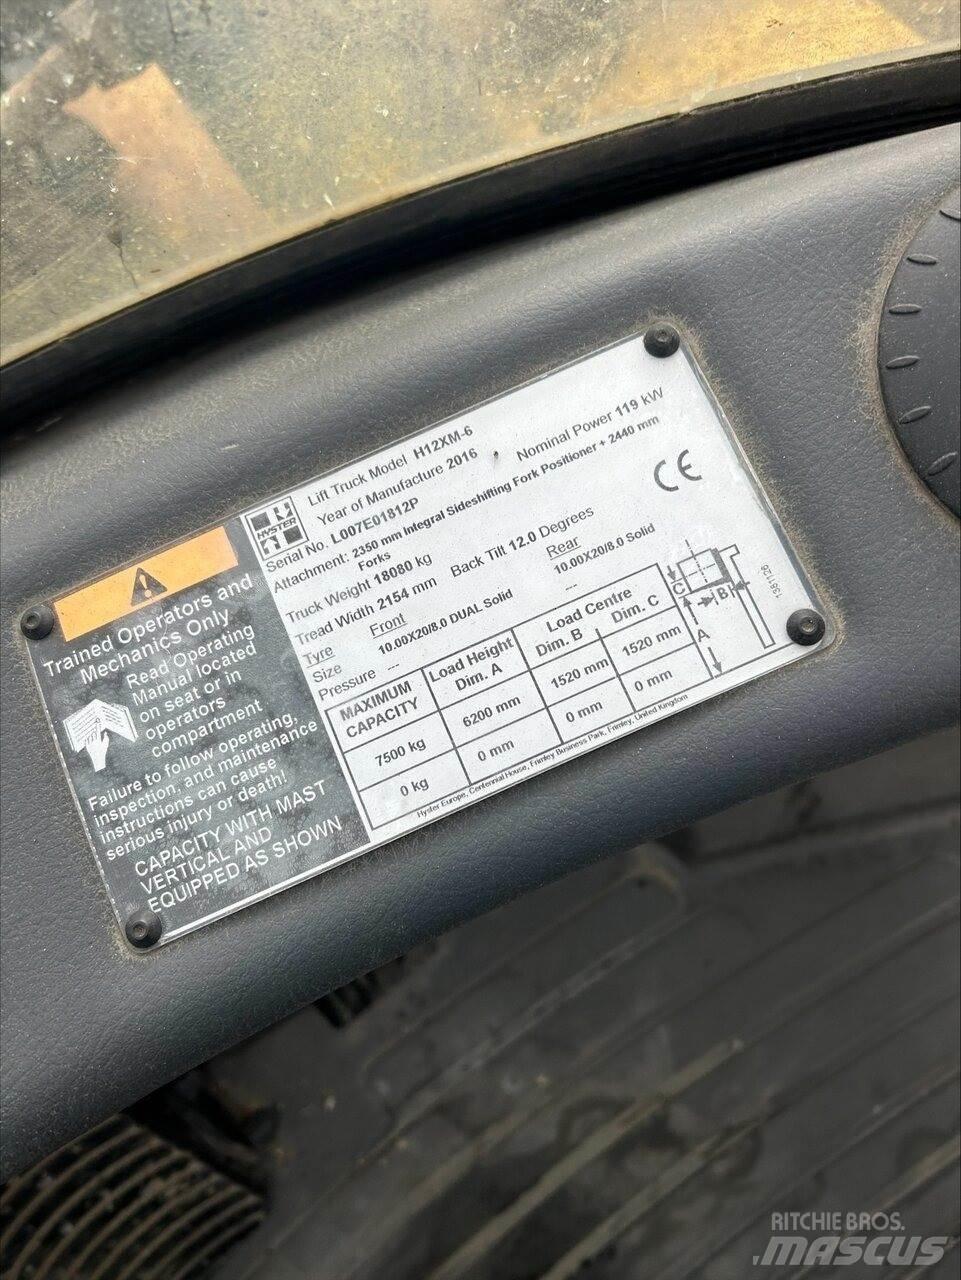 HYSTER
Lift Truck Model H12XM-6
Year of Manufacture 2016 , Nominal Power 119 kW
Serial No. L007E01812P
Attachment: 2350 mm Integral Sideshifting Fork Positioner + 2440 mm
Forks
Truck Weight 18080 kg
Tread Width 2154 mm Back Tilt 12.0 Degrees
CE
Tyre Front Rear
Size 10.00X20/8.0 DUAL Solid 10.00X20/8.0 Solid
Pressure --- ---
MAXIMUM CAPACITY Load Height Dim. A Load Centre Dim. B Dim. C
7500 kg 6200 mm 1520 mm 1520 mm
0 kg 0 mm 0 mm 0 mm
C B A
1381126
Hyster Europe, Centennial House, Frimley Business Park, Frimley, United Kingdom
Trained Operators and
Mechanics Only
Read Operating
Manual located
on seat or in
operators
compartment
Failure to follow operating,
inspection, and maintenance
instructions can cause
serious injury or death!
CAPACITY WITH MAST
VERTICAL AND
EQUIPPED AS SHOWN
RITCHIE BROS.
MASCUS